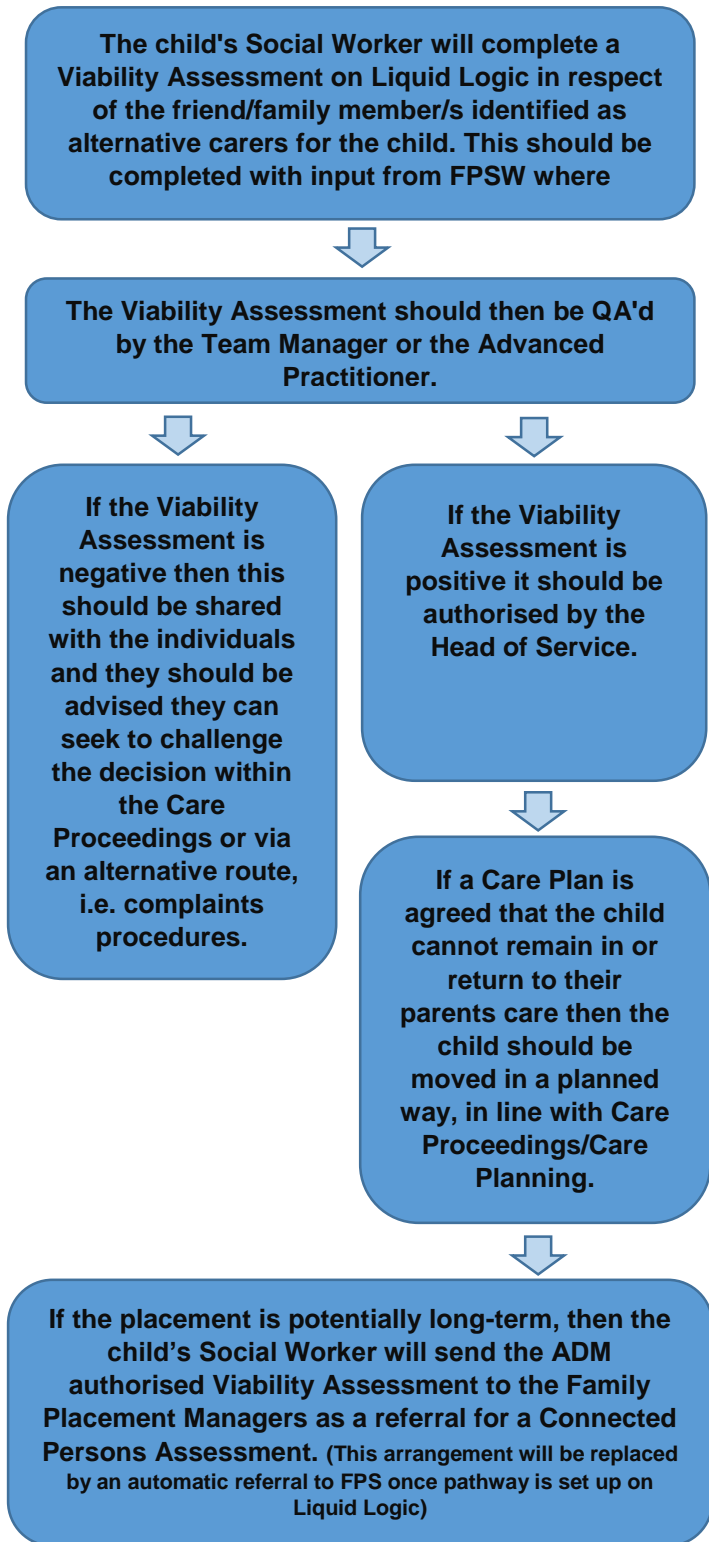 The child's Social Worker will complete a
Viability Assessment on Liquid Logic in respect
of the friend/family member/s identified as
alternative carers for the child. This should be
completed with input from FPSW where
The Viability Assessment should then be QA'd
by the Team Manager or the Advanced
Practitioner.
If the Viability
Assessment is
negative then this
should be shared
with the individuals
and they should be
advised they can
seek to challenge
the decision within
the Care
Proceedings or via
an alternative route,
i.e. complaints
procedures.
If the Viability
Assessment is
positive it should be
authorised by the
Head of Service.
If a Care Plan is
agreed that the child
cannot remain in or
return to their
parents care then the
child should be
moved in a planned
way, in line with Care
Proceedings/Care
Planning.
If the placement is potentially long-term, then the
child’s Social Worker will send the ADM
authorised Viability Assessment to the Family
Placement Managers as a referral for a Connected
Persons Assessment. (This arrangement will be replaced
by an automatic referral to FPS once pathway is set up on
Liquid Logic)